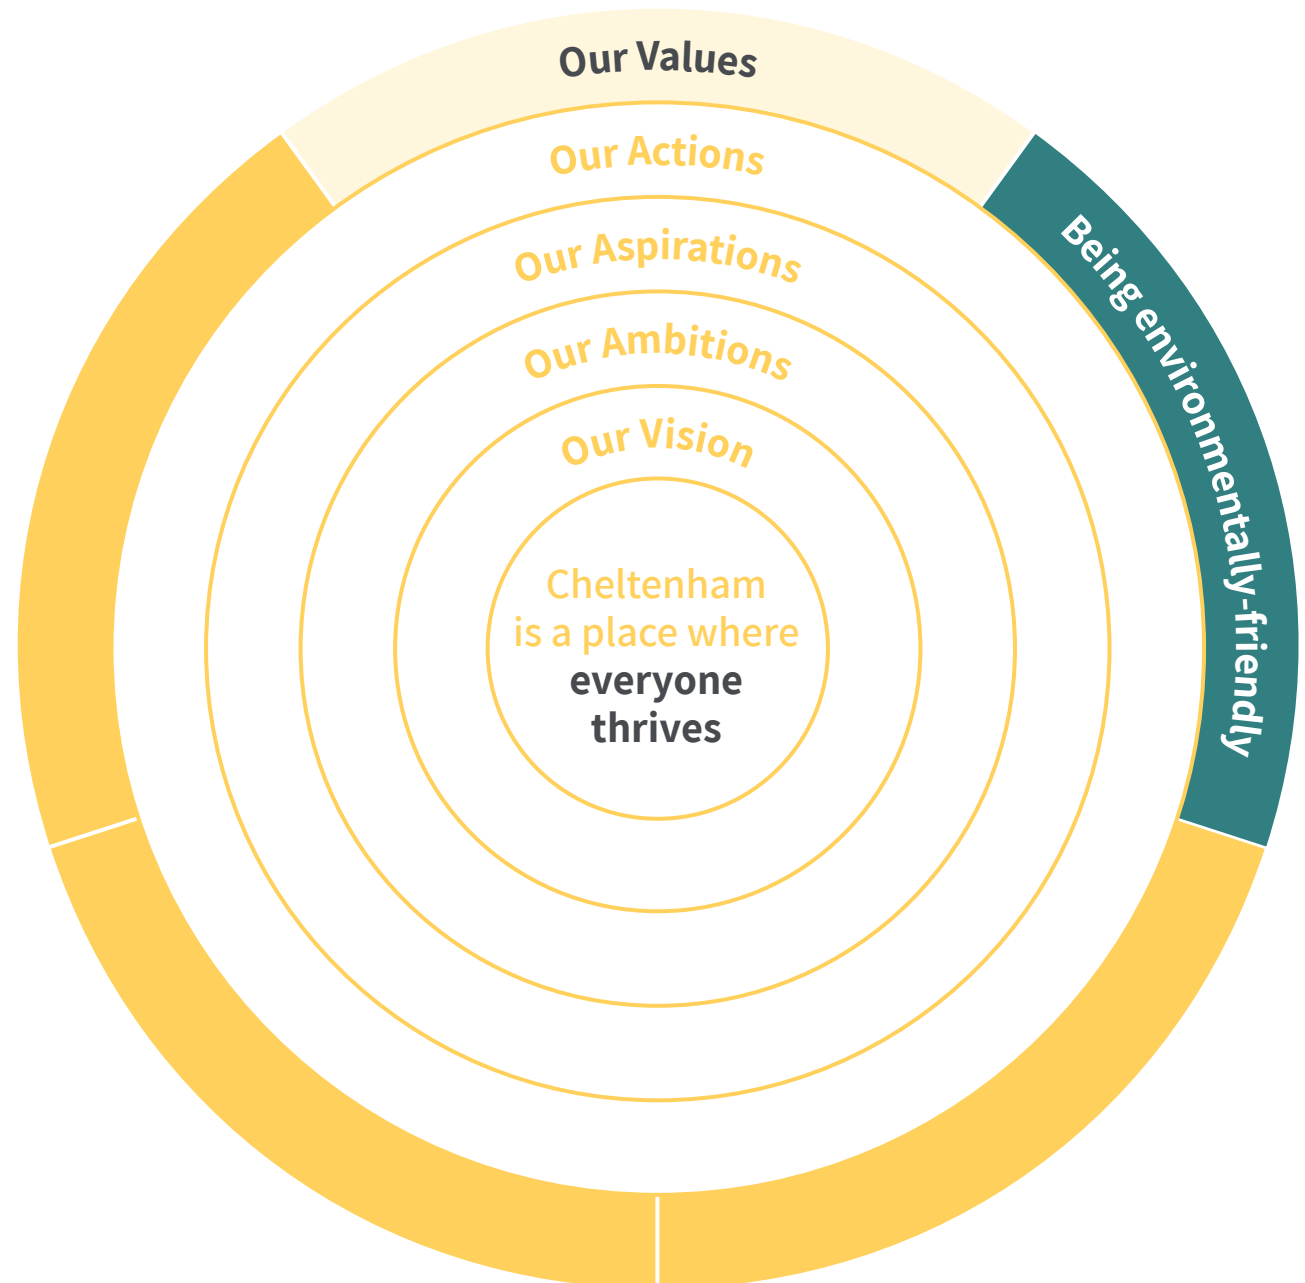 Our Values
Our Actions
Our Aspirations
Our Ambitions
Our Vision
Cheltenham
is a place where
everyone
thrives
Being environmentally-friendly